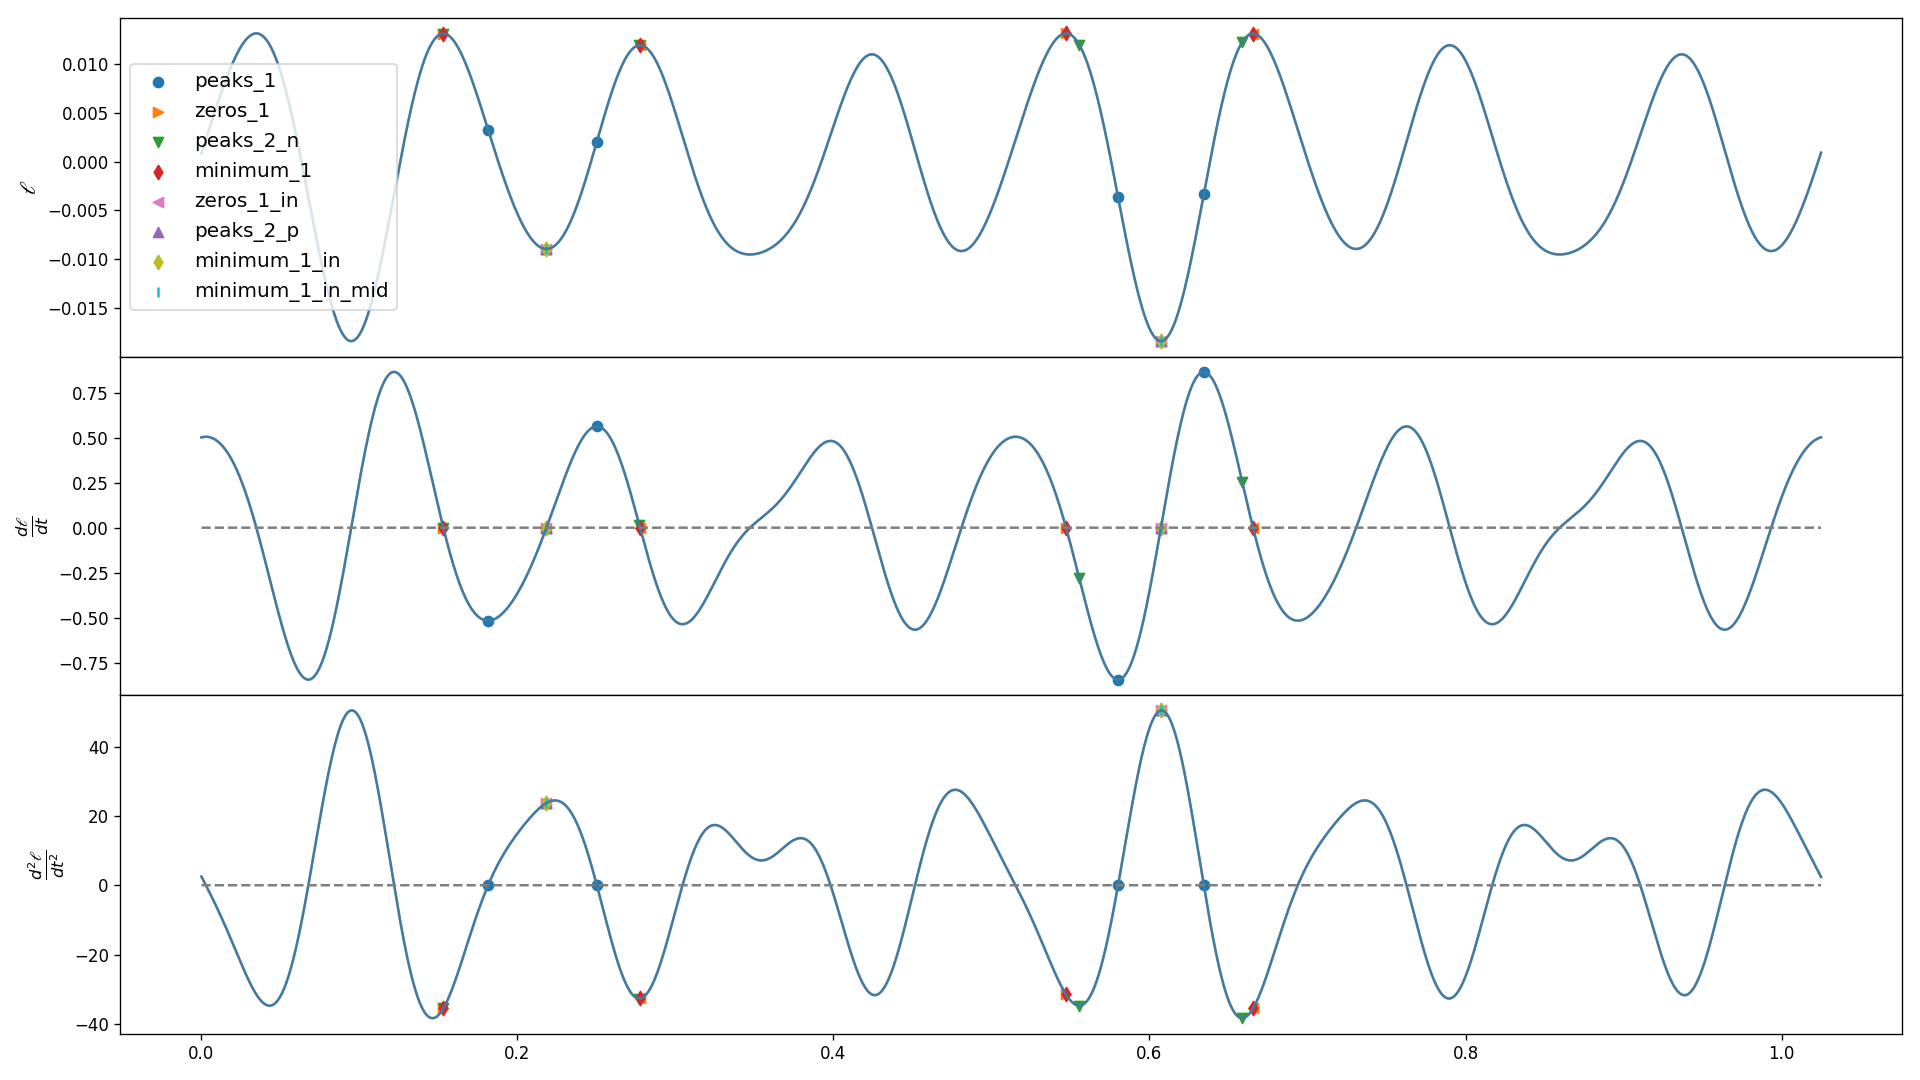 0.010
0.005
0.000
−0.005
−0.010
−0.015
ℓ
peaks_1
zeros_1
peaks_2_n
minimum_1
zeros_1_in
peaks_2_p
minimum_1_in
minimum_1_in_mid
0.75
0.50
0.25
0.00
−0.25
−0.50
−0.75
dℓ
dt
40
20
0
−20
−40
d²ℓ
dt²
0.0 0.2 0.4 0.6 0.8 1.0